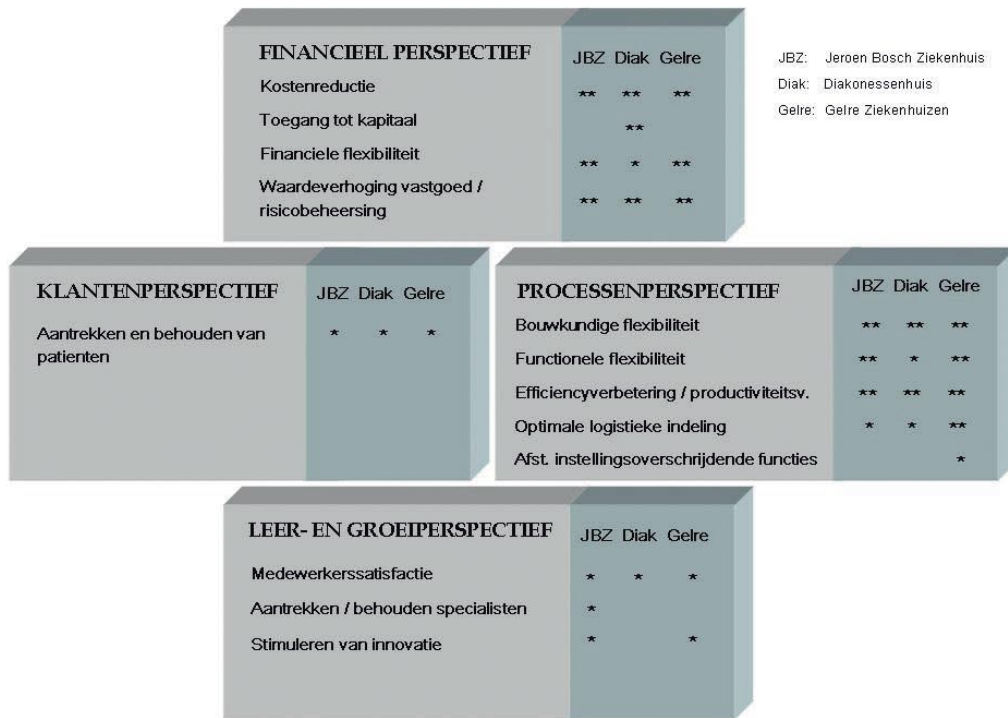 FINANCIEEL PERSPECTIEF JBZ Diak Gelre
Kostenreductie ** ** **
Toegang tot kapitaal **
Financiele flexibiliteit ** * **
Waardeverhoging vastgoed /
risicobeheersing ** ** **
JBZ: Jeroen Bosch Ziekenhuis
Diak: Diakonessenhuis
Gelre: Gelre Ziekenhuizen
KLANTENPERSPECTIEF JBZ Diak Gelre
Aantrekken en behouden van * * *
patienten
PROCESSENPERSPECTIEF JBZ Diak Gelre
Bouwkundige flexibiliteit ** ** **
Functionele flexibiliteit ** * **
Efficiencyverbetering / productiviteitsv. ** ** **
Optimale logistieke indeling * * **
Afst. instellingsoverschrijdende functies *
LEER- EN GROEIPERSPECTIEF JBZ Diak Gelre
Medewerkerssatisfactie * * *
Aantrekken / behouden specialisten *
Stimuleren van innovatie * *